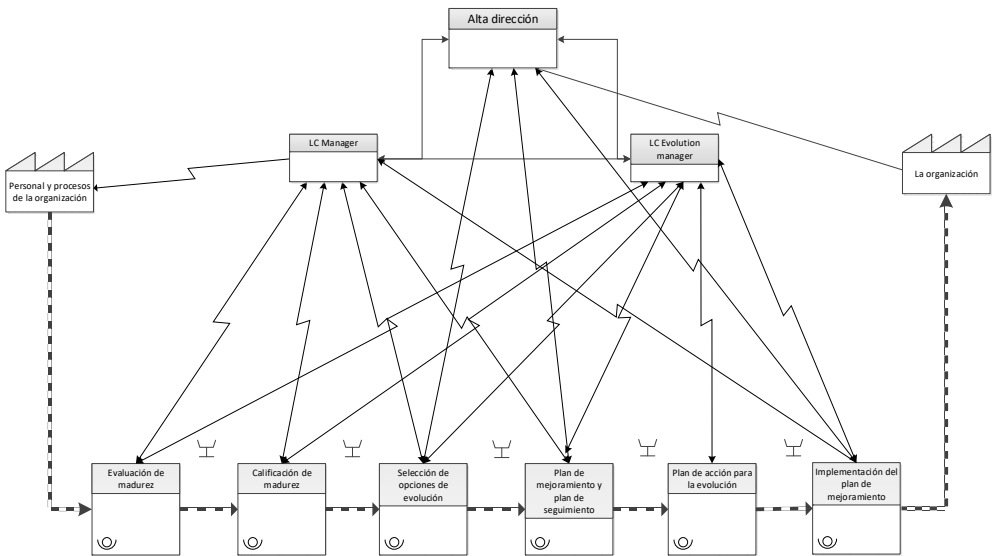 Alta dirección
LC Manager
LC Evolution
manager
Personal y procesos
de la organización
La organización
Evaluación de
madurez
Calificación de
madurez
Selección de
opciones de
evolución
Plan de
mejoramiento y
plan de
seguimiento
Plan de acción para
la evolución
Implementación del
plan de
mejoramiento